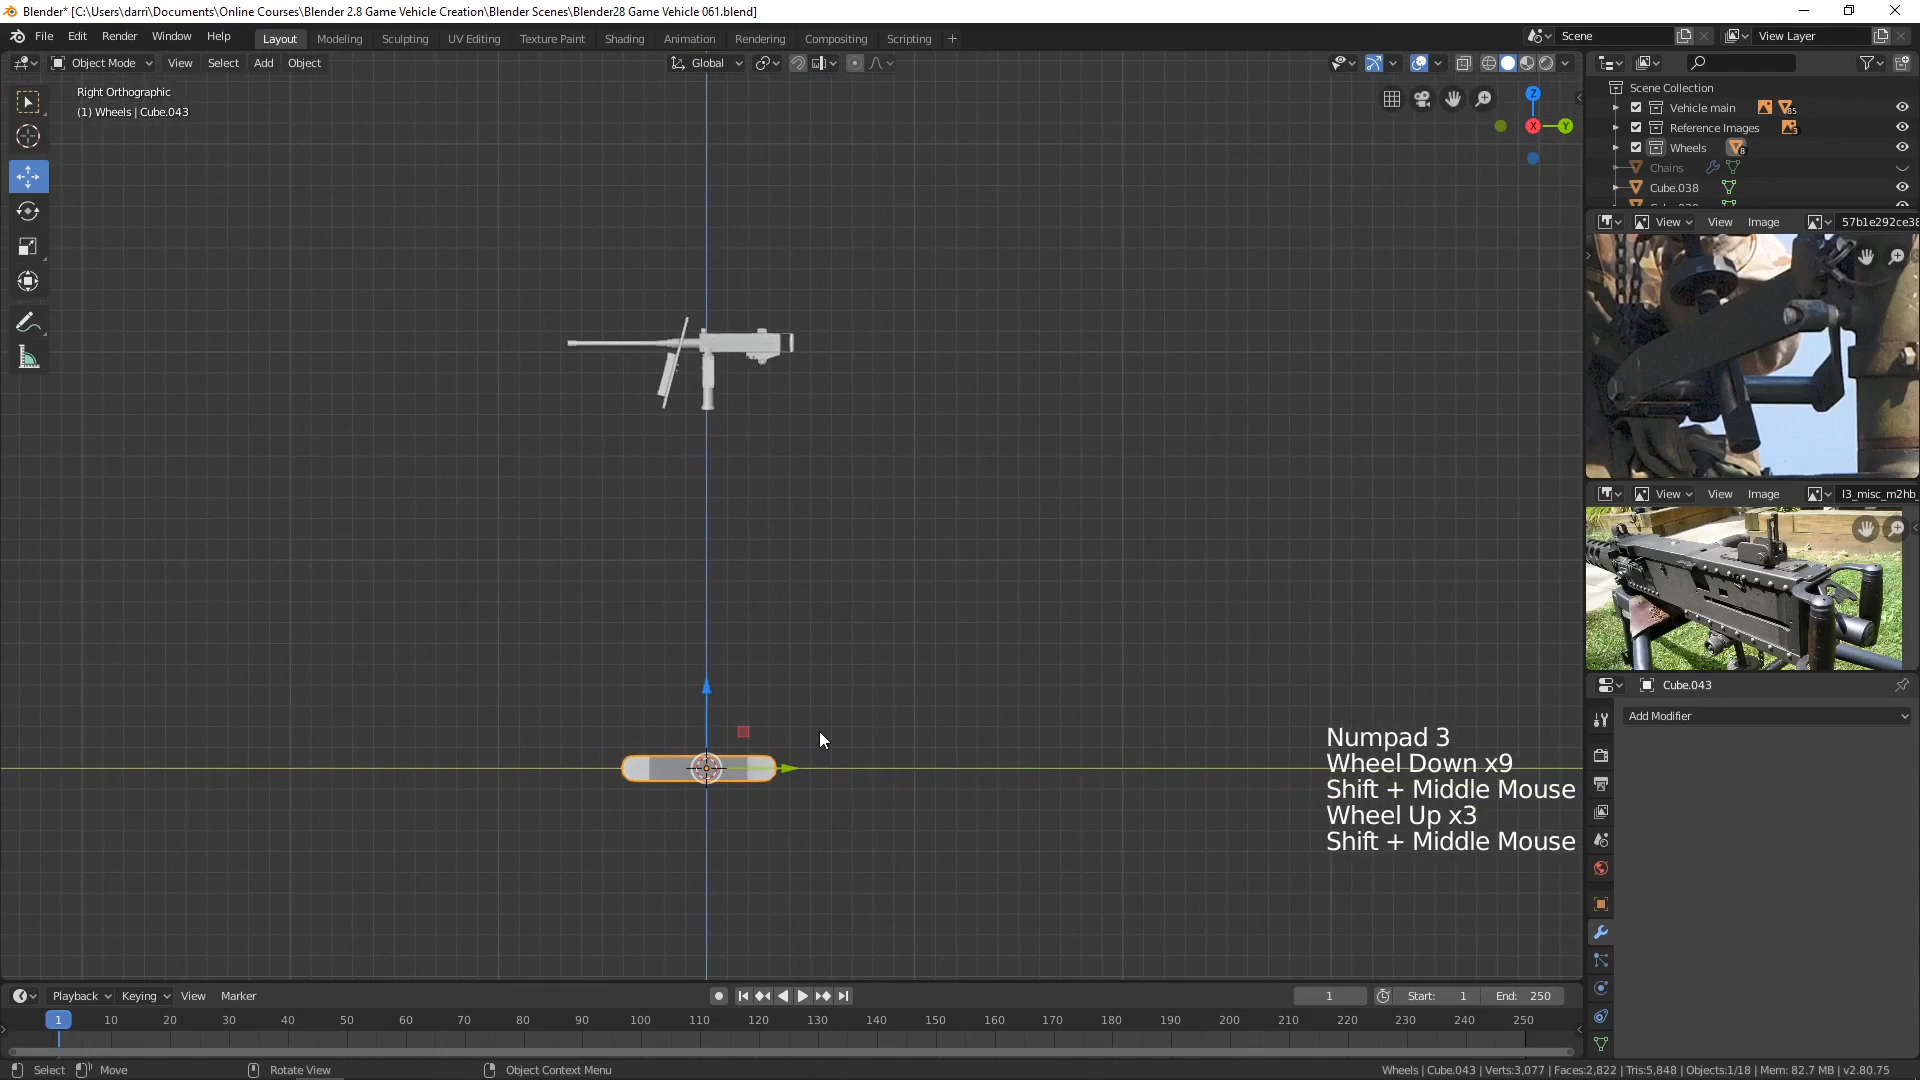 Blender* [C:\Users\darri\Documents\Online Courses\Blender 2.8 Game Vehicle Creation\Blender Scenes\Blender28 Game Vehicle 061.blend]
File Edit Render Window Help
Layout Modeling Sculpting UV Editing Texture Paint Shading Animation Rendering Compositing Scripting
Scene
View Layer
Object Mode View Select Add Object
Global
Right Orthographic
(1) Wheels | Cube.043
Z
X
Y
Scene Collection
Vehicle main
85
Reference Images
3
Wheels
8
Chains
Cube.038
View View Image 57b1e292ce38
View View Image l3_misc_m2hb_
Cube.043
Add Modifier
Numpad 3
Wheel Down x9
Shift + Middle Mouse
Wheel Up x3
Shift + Middle Mouse
Playback Keying View Marker
1
Start: 1
End: 250
1 10 20 30 40 50 60 70 80 90 100 110 120 130 140 150 160 170 180 190 200 210 220 230 240 250
Select Move Rotate View Object Context Menu
Wheels | Cube.043 | Verts:3,077 | Faces:2,822 | Tris:5,848 | Objects:1/18 | Mem: 82.7 MB | v2.80.75